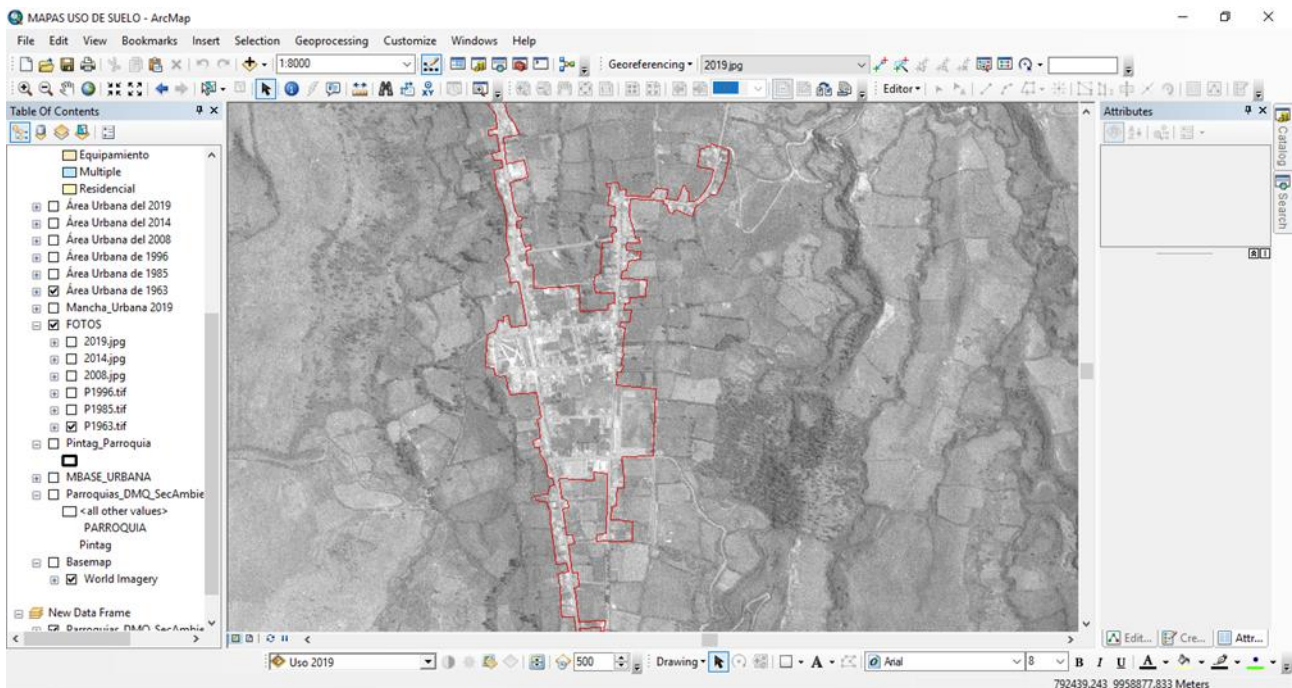 MAPAS USO DE SUELO - ArcMap
File Edit View Bookmarks Insert Selection Geoprocessing Customize Windows Help
1:8000 Georeferencing 2019.jpg
Editor
Table Of Contents
Attributes
Equipamiento
Multiple
Residencial
Área Urbana del 2019
Área Urbana del 2014
Área Urbana del 2008
Área Urbana de 1996
Área Urbana de 1985
Área Urbana de 1963
Mancha_Urbana 2019
FOTOS
2019.jpg
2014.jpg
2008.jpg
P1996.tif
P1985.tif
P1963.tif
Pintag_Parroquia
MBASE_URBANA
Parroquias_DMQ_SecAmbie
<all other values>
PARROQUIA
Pintag
Basemap
World Imagery
New Data Frame
Parroquias_DMQ_SecAmbie
Catalog
Search
Edit... Cre... Attr...
Uso 2019 500 Drawing A Arial 8 B I U A
792439,243 9958877,833 Meters